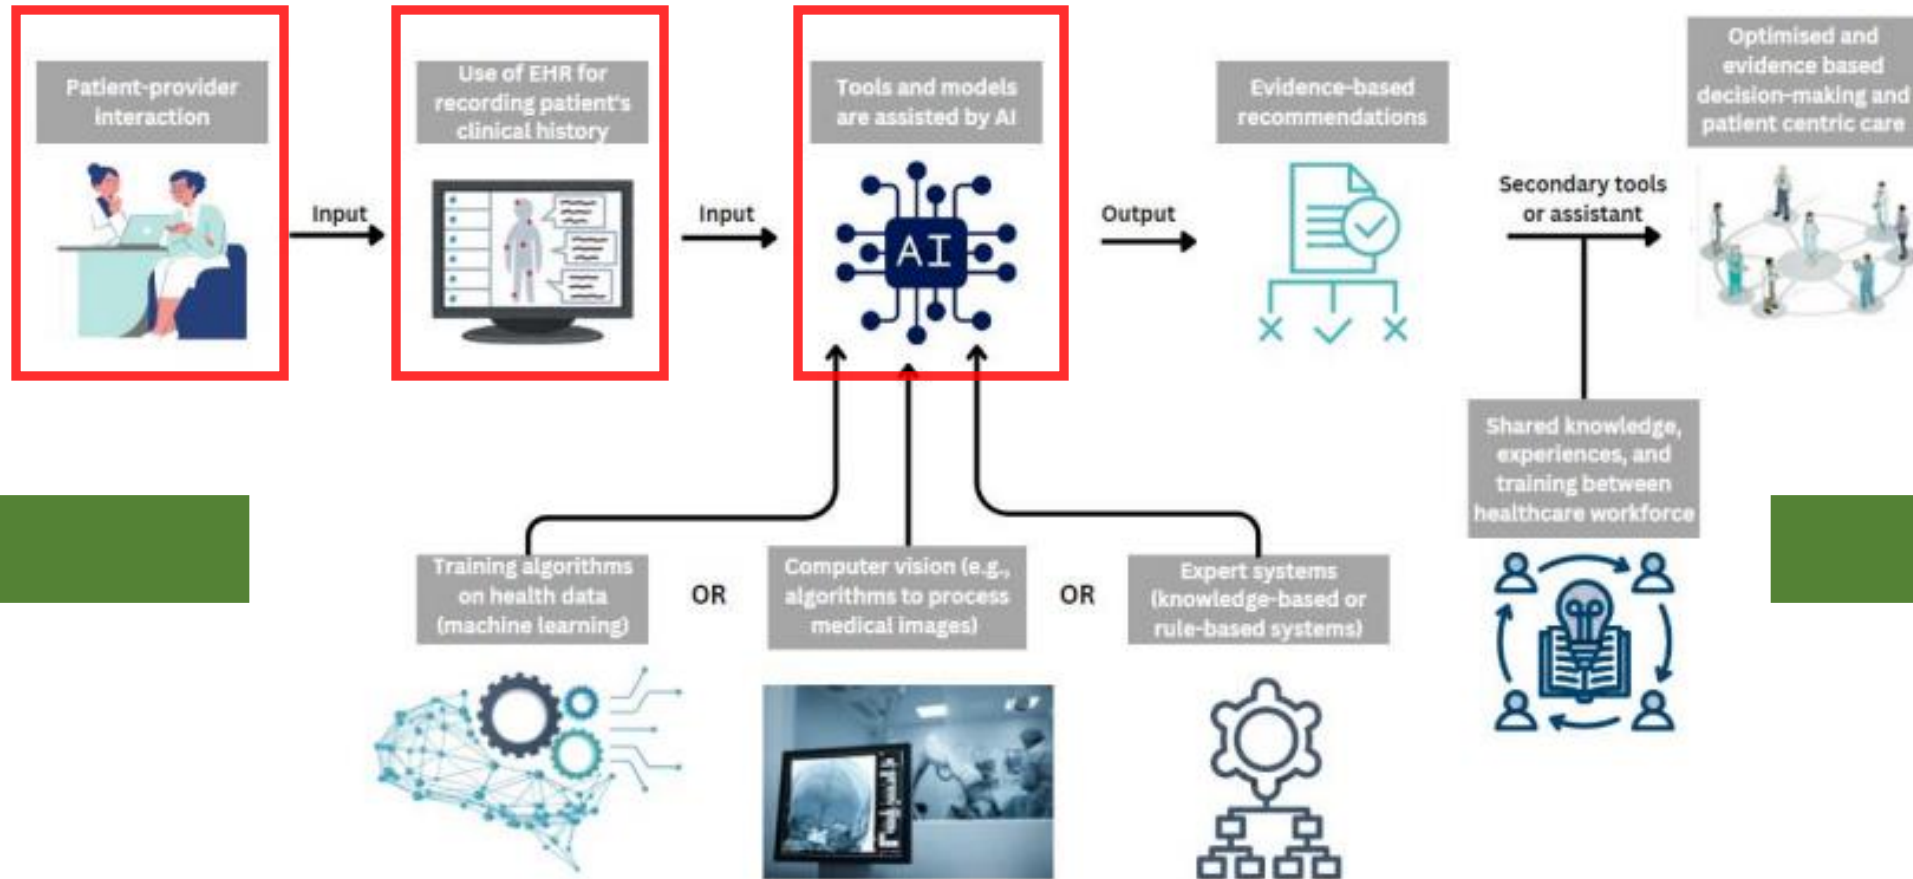 Patient-provider
interaction
Input
Use of EHR for
recording patient's
clinical history
Input
Tools and models
are assisted by AI
AI
Output
Evidence-based
recommendations
Secondary tools
or assistant
Optimised and
evidence based
decision-making and
patient centric care
Shared knowledge,
experiences, and
training between
healthcare workforce
Training algorithms
on health data
(machine learning)
OR
Computer vision (e.g.,
algorithms to process
medical images)
OR
Expert systems
(knowledge-based or
rule-based systems)